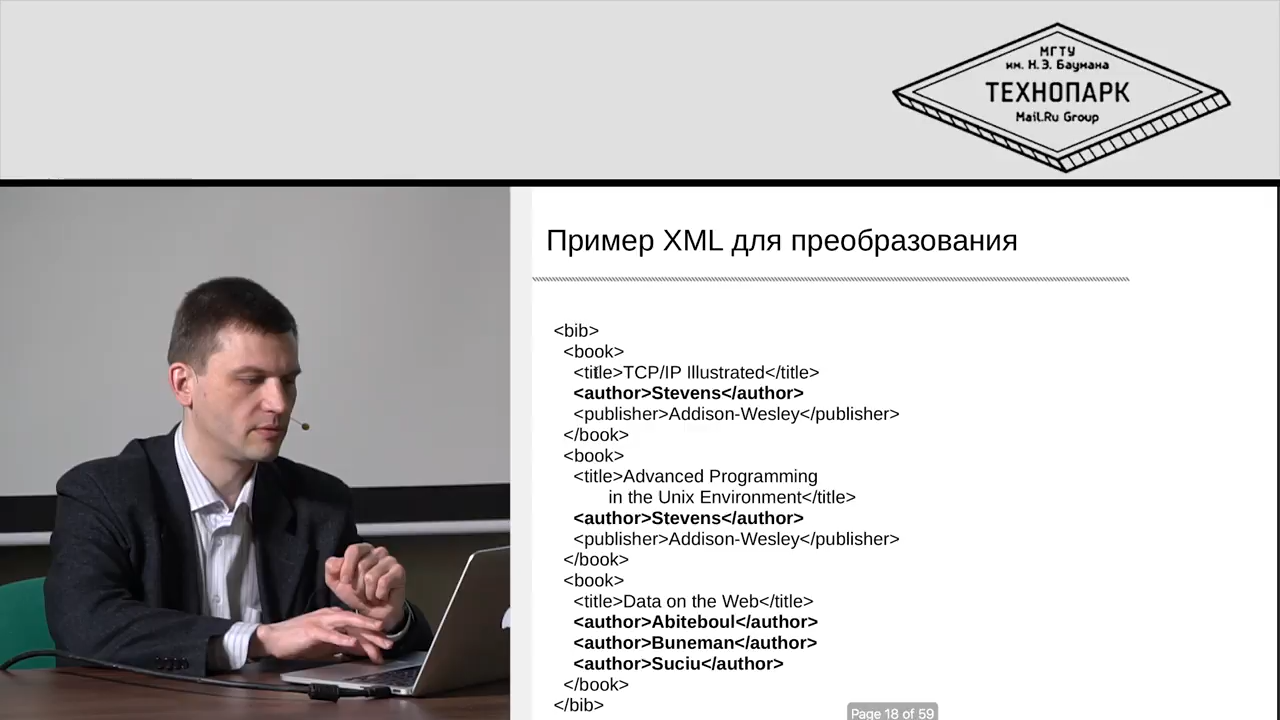 МГТУ
им. Н.Э. Баумана
ТЕХНОПАРК
Mail.Ru Group
Пример XML для преобразования
<bib>
<book>
<title>TCP/IP Illustrated</title>
<author>Stevens</author>
<publisher>Addison-Wesley</publisher>
</book>
<book>
<title>Advanced Programming
in the Unix Environment</title>
<author>Stevens</author>
<publisher>Addison-Wesley</publisher>
</book>
<book>
<title>Data on the Web</title>
<author>Abiteboul</author>
<author>Buneman</author>
<author>Suciu</author>
</book>
</bib>
Page 18 of 59